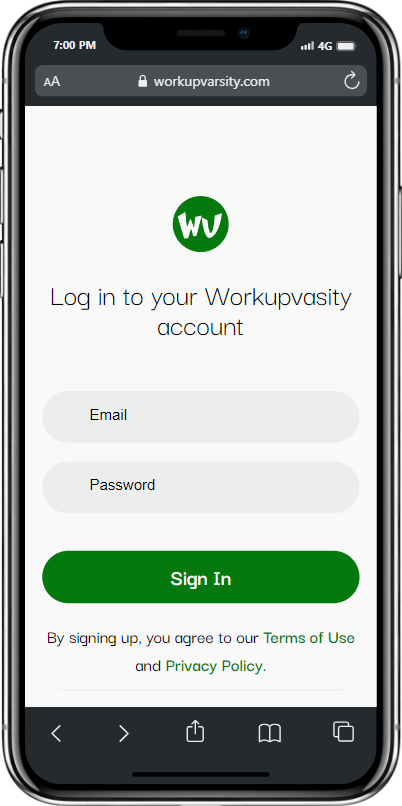 7:00 PM 4G
AA workupvarsity.com
WU
Log in to your Workupvasity
account
Email
Password
Sign In
By signing up, you agree to our Terms of Use
and Privacy Policy.